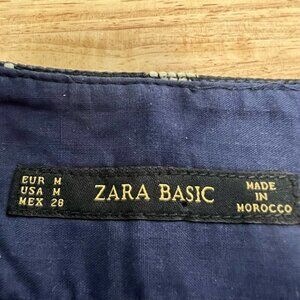 EUR M
USA M
MEX 28
ZARA BASIC
MADE
IN
MOROCCO